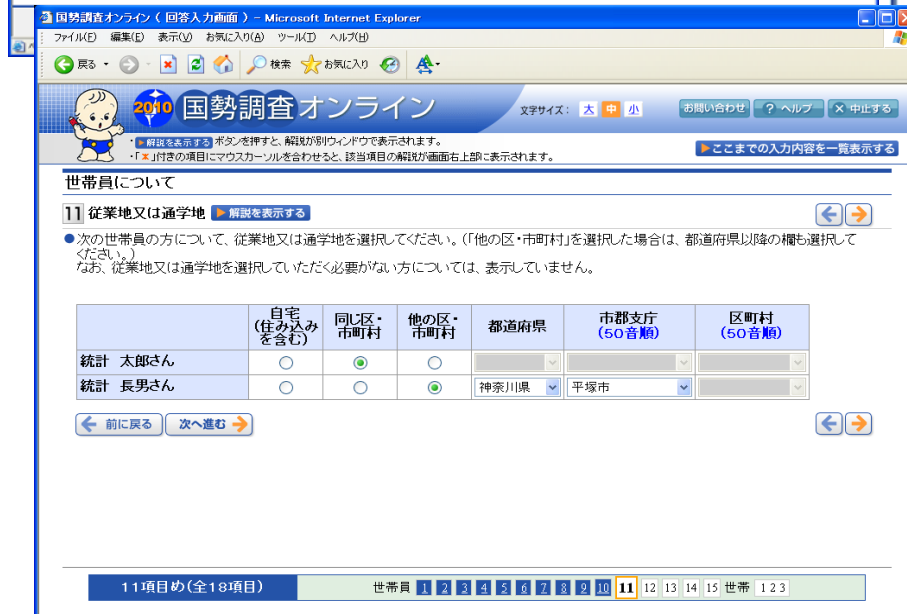 国勢調査オンライン（ 回答入力画面 ） - Microsoft Internet Explorer
ファイル(F) 編集(E) 表示(V) お気に入り(A) ツール(T) ヘルプ(H)
戻る 検索 お気に入り
2010 国勢調査オンライン 文字サイズ： 大 中 小 お問い合わせ ? ヘルプ × 中止する
・▶解説を表示する ボタンを押すと、解説が別ウィンドウで表示されます。
・「※」付きの項目にマウスカーソルを合わせると、該当項目の解説が画面右上部に表示されます。
▶ここまでの入力内容を一覧表示する
世帯員について
11 従業地又は通学地 ▶解説を表示する
●次の世帯員の方について、従業地又は通学地を選択してください。（「他の区・市町村」を選択した場合は、都道府県以降の欄も選択して
ください。）
なお、従業地又は通学地を選択していただく必要がない方については、表示していません。
自宅
(住み込み
を含む)
同じ区・
市町村
他の区・
市町村
都道府県
市郡支庁
(50音順)
区町村
(50音順)
統計 太郎さん
統計 長男さん 神奈川県 平塚市
前に戻る 次へ進む
11項目め(全18項目) 世帯員 1 2 3 4 5 6 7 8 9 10 11 12 13 14 15 世帯 1 2 3